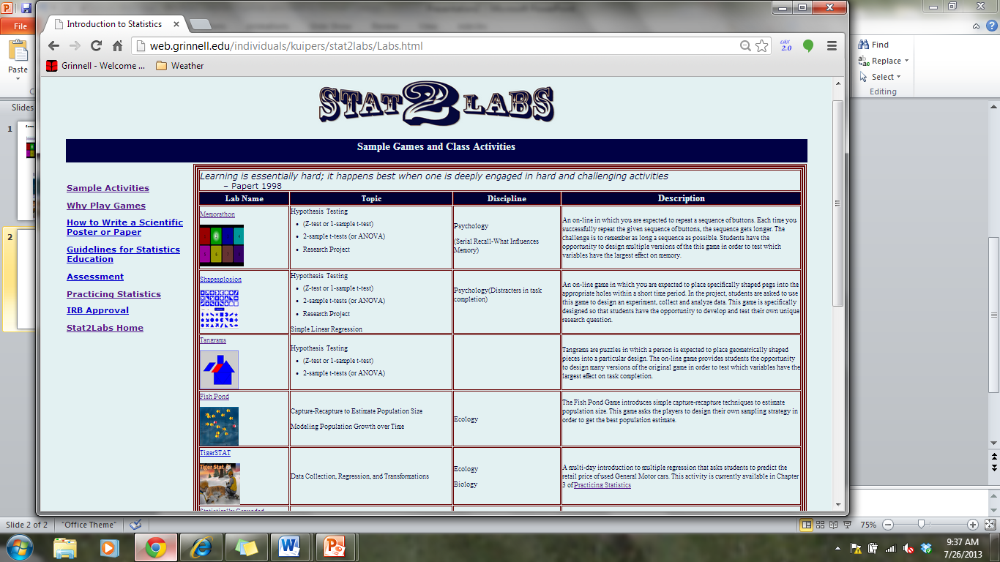 File
Paste
Slides
1
2
Find
Replace
Select
Editing
Introduction to Statistics
web.grinnell.edu/individuals/kuipers/stat2labs/Labs.html
Grinnell - Welcome ...
Weather
STAT2LABS
Sample Games and Class Activities
Sample Activities
Why Play Games
How to Write a Scientific
Poster or Paper
Guidelines for Statistics
Education
Assessment
Practicing Statistics
IRB Approval
Stat2Labs Home
Learning is essentially hard; it happens best when one is deeply engaged in hard and challenging activities
– Papert 1998
Lab Name Topic Discipline Description
Memorathon
Hypothesis Testing
• (Z-test or 1-sample t-test)
• 2-sample t-tests (or ANOVA)
• Research Project
Psychology
(Serial Recall-What Influences
Memory)
An on-line in which you are expected to repeat a sequence of buttons. Each time you
successfully repeat the given sequence of buttons, the sequence gets longer. The
challenge is to remember as long a sequence as possible. Students have the
opportunity to design multiple versions of the this game in order to test which
variables have the largest effect on memory.
Shapesplosion
Hypothesis Testing
• (Z-test or 1-sample t-test)
• 2-sample t-tests (or ANOVA)
• Research Project
Simple Linear Regression
Psychology(Distracters in task
completion)
An on-line game in which you are expected to place specifically shaped pegs into the
appropriate holes within a short time period. In the project, students are asked to use
this game to design an experiment, collect and analyze data. This game is specifically
designed so that students have the opportunity to develop and test their own unique
research question.
Tangrams
Hypothesis Testing
• (Z-test or 1-sample t-test)
• 2-sample t-tests (or ANOVA)
Tangrams are puzzles in which a person is expected to place geometrically shaped
pieces into a particular design. The on-line game provides students the opportunity
to design many versions of the original game in order to test which variables have the
largest effect on task completion.
Fish Pond
Capture-Recapture to Estimate Population Size
Modeling Population Growth over Time
Ecology
The Fish Pond Game introduces simple capture-recapture techniques to estimate
population size. This game asks the players to design their own sampling strategy in
order to get the best population estimate.
TigerSTAT
Tiger Stat
Data Collection, Regression, and Transformations
Ecology
Biology
A multi-day introduction to multiple regression that asks students to predict the
retail price of used General Motor cars. This activity is currently available in Chapter
3 of Practicing Statistics
Statistically Grounded
Slide 2 of 2
"Office Theme"
75%
9:37 AM
7/26/2013